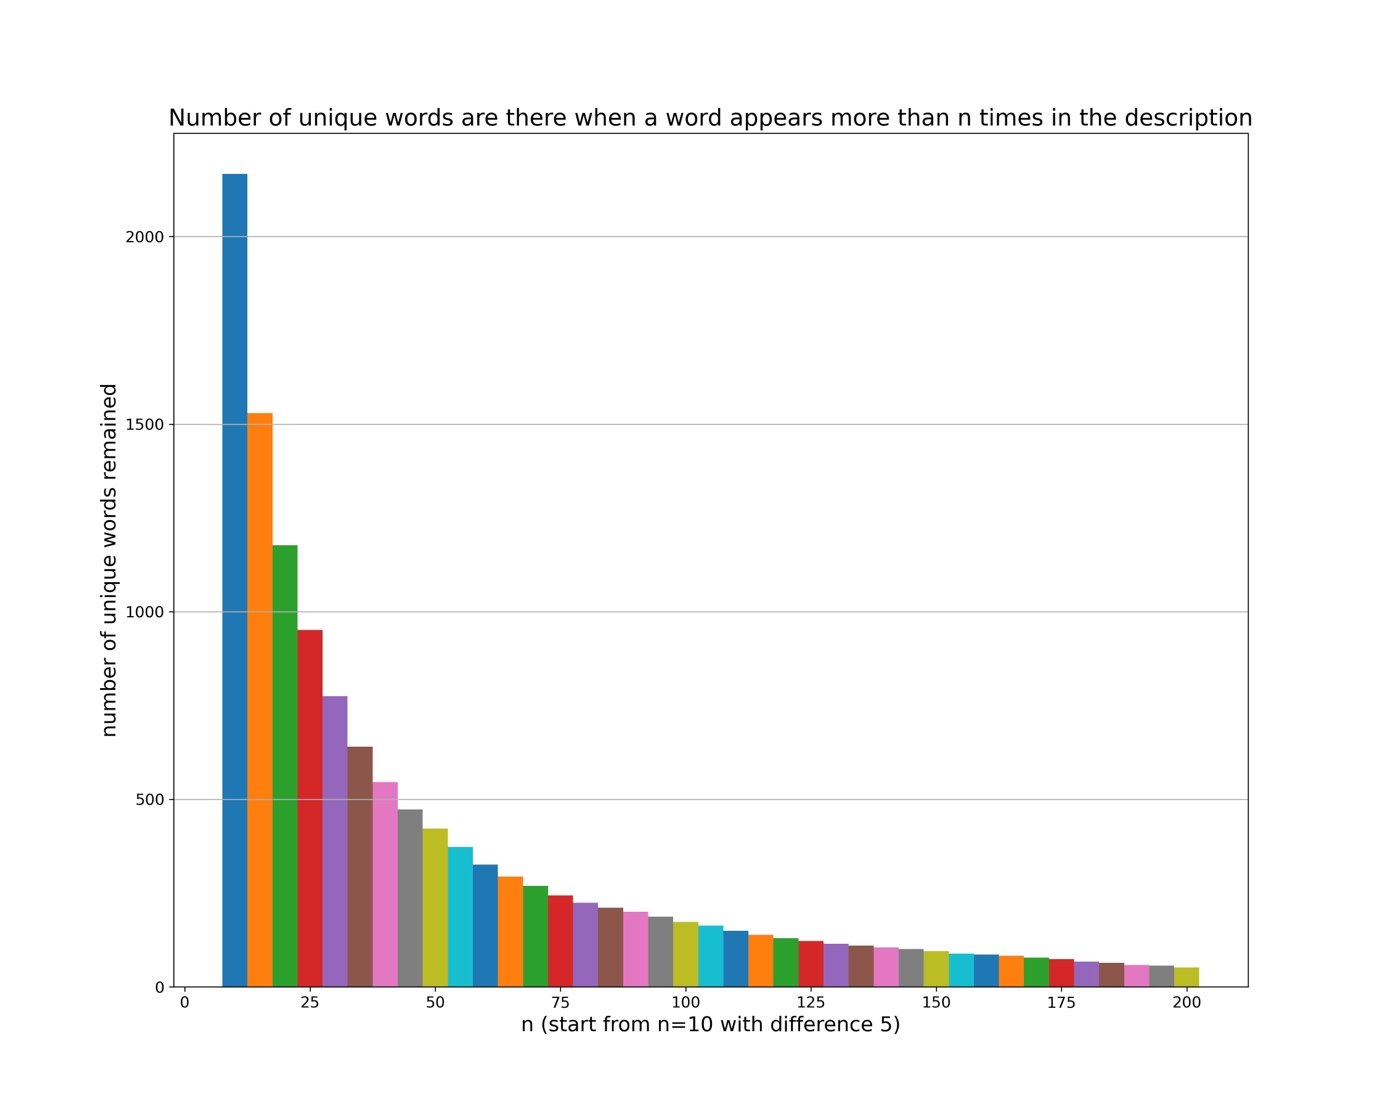 Number of unique words are there when a word appears more than n times in the description
number of unique words remained
2000
1500
1000
500
0
0 25 50 75 100 125 150 175 200
n (start from n=10 with difference 5)